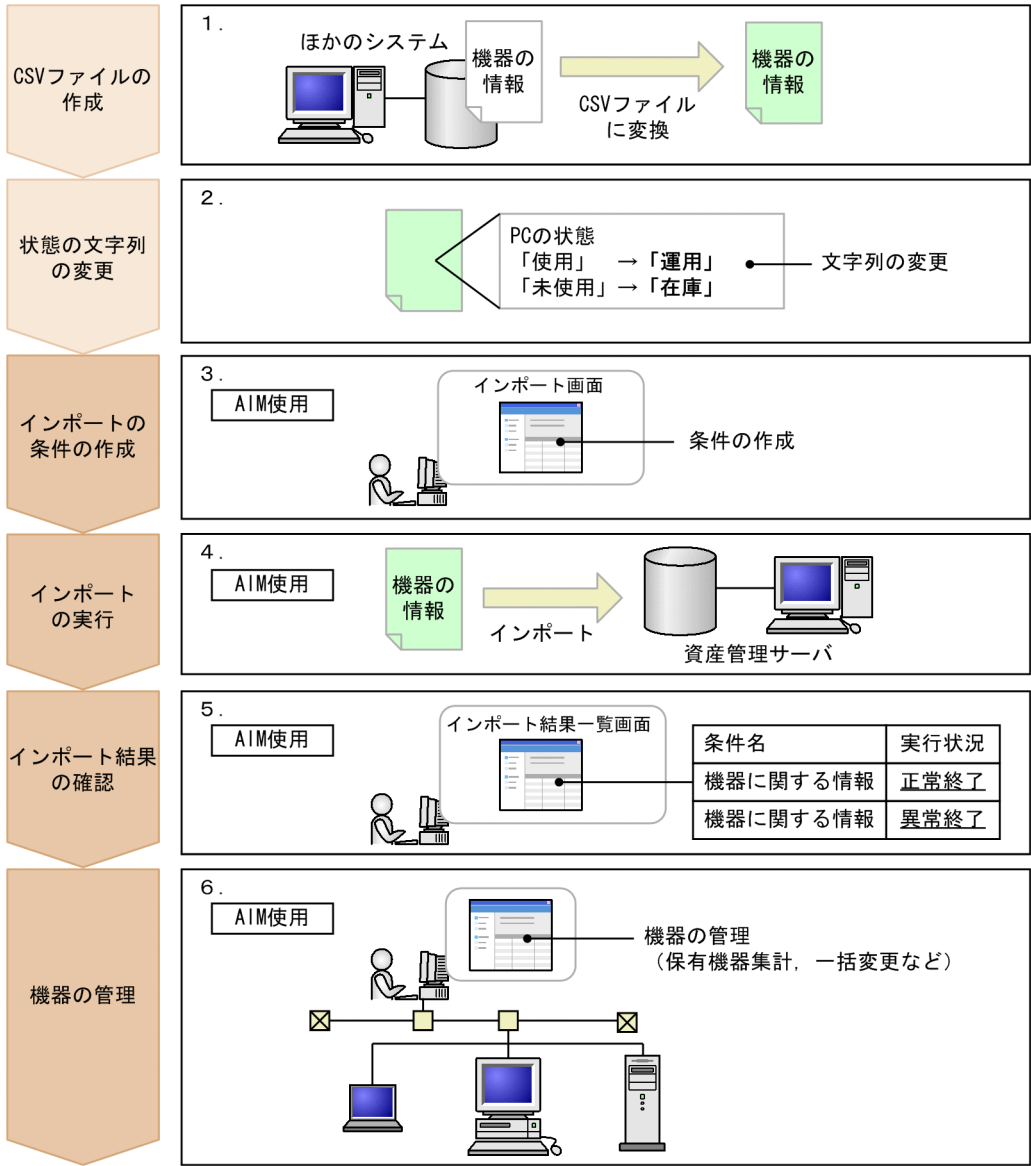 CSVファイルの
作成
1.
ほかのシステム
機器の
情報
CSVファイル
に変換
機器の
情報
状態の文字列
の変更
2.
PCの状態
「使用」 →「運用」
「未使用」→「在庫」
文字列の変更
インポートの
条件の作成
3.
AIM使用
インポート画面
条件の作成
インポート
の実行
4.
AIM使用
機器の
情報
インポート
資産管理サーバ
インポート結果
の確認
5.
AIM使用
インポート結果一覧画面
条件名 実行状況
機器に関する情報 正常終了
機器に関する情報 異常終了
機器の管理
6.
AIM使用
機器の管理
(保有機器集計,一括変更など)